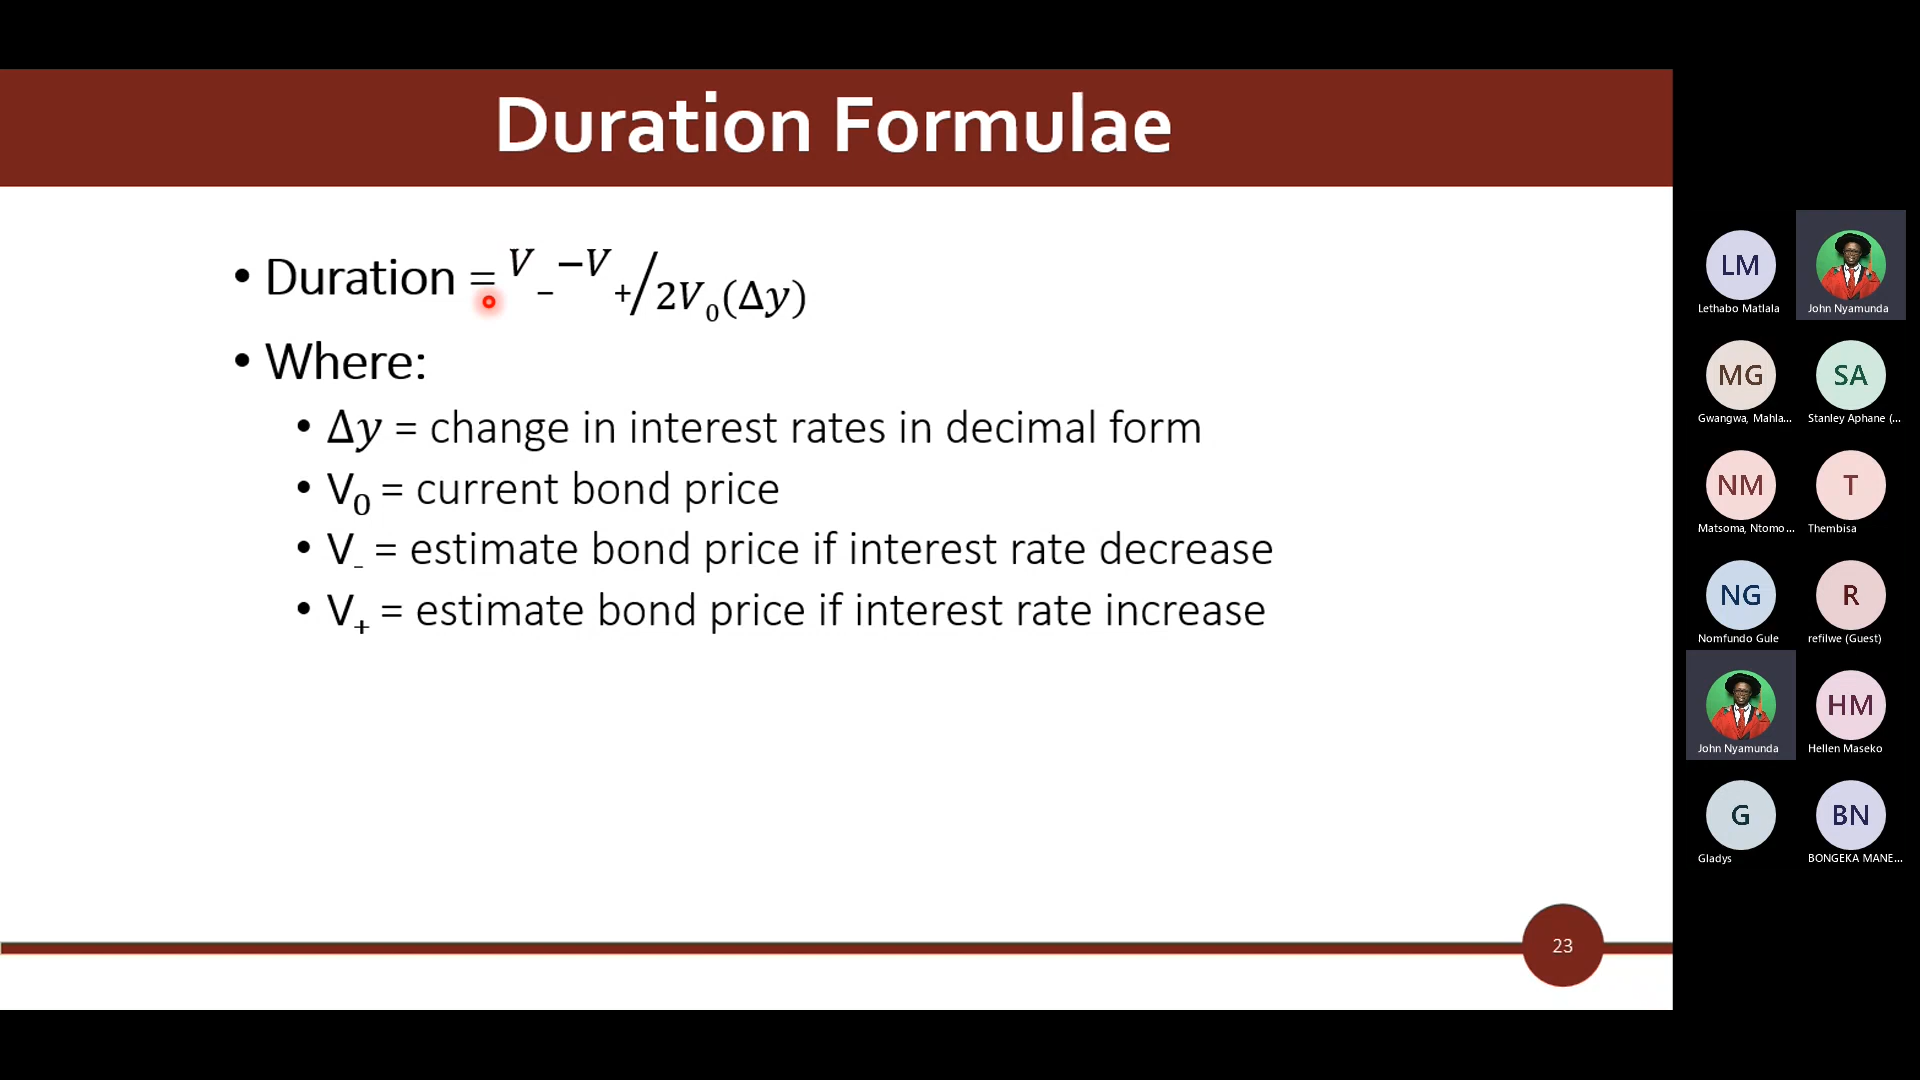 Duration Formulae
• Duration = V₋ −V₊/2V₀(Δy)
• Where:
• Δy = change in interest rates in decimal form
• V₀ = current bond price
• V₋ = estimate bond price if interest rate decrease
• V₊ = estimate bond price if interest rate increase
23
LM
Lethabo Matlala
John Nyamunda
MG
Gwangwa, Mahla...
SA
Stanley Aphane (...
NM
Matsoma, Ntomo...
T
Thembisa
NG
Nomfundo Gule
R
refilwe (Guest)
John Nyamunda
HM
Hellen Maseko
G
Gladys
BN
BONGEKA MANE...